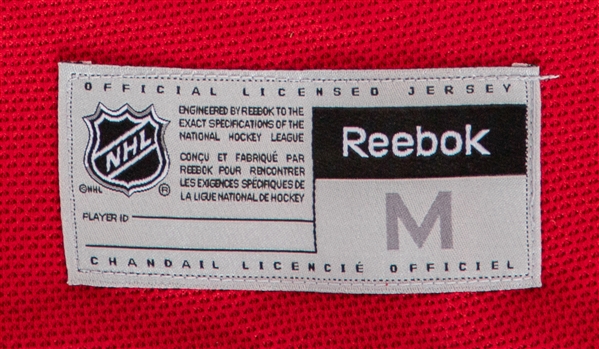 OFFICIAL LICENSED JERSEY
NHL
©NHL
ENGINEERED BY REEBOK TO THE
EXACT SPECIFICATIONS OF THE
NATIONAL HOCKEY LEAGUE
CONÇU ET FABRIQUÉ PAR
REEBOK POUR RENCONTRER
LES EXIGENCES SPÉCIFIQUES DE
LA LIGUE NATIONALE DE HOCKEY
PLAYER ID
Reebok
M
CHANDAIL LICENCIÉ OFFICIEL